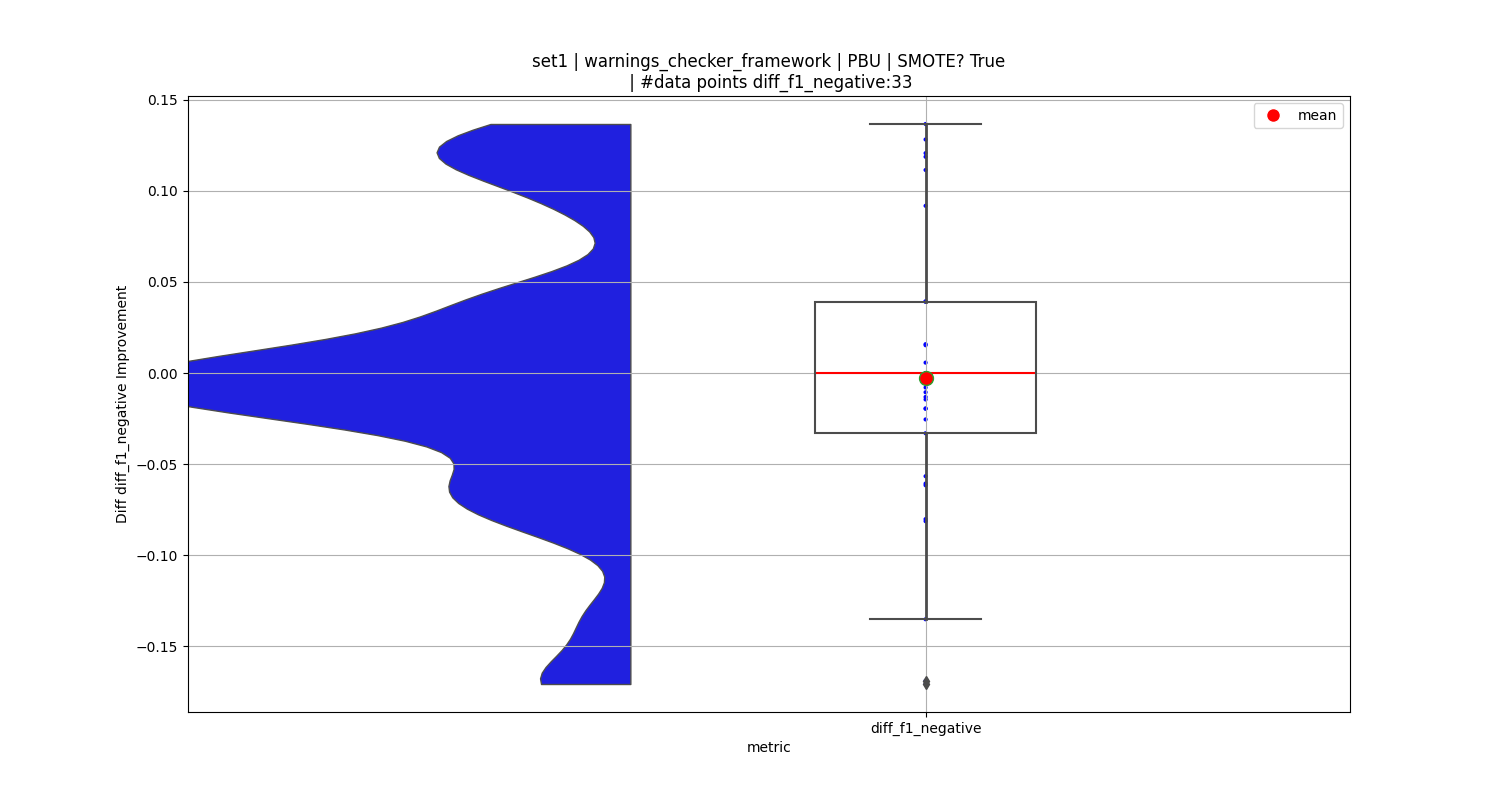 set1 | warnings_checker_framework | PBU | SMOTE? True
| #data points diff_f1_negative:33
mean
0.15
0.10
0.05
0.00
−0.05
−0.10
−0.15
Diff diff_f1_negative Improvement
diff_f1_negative
metric